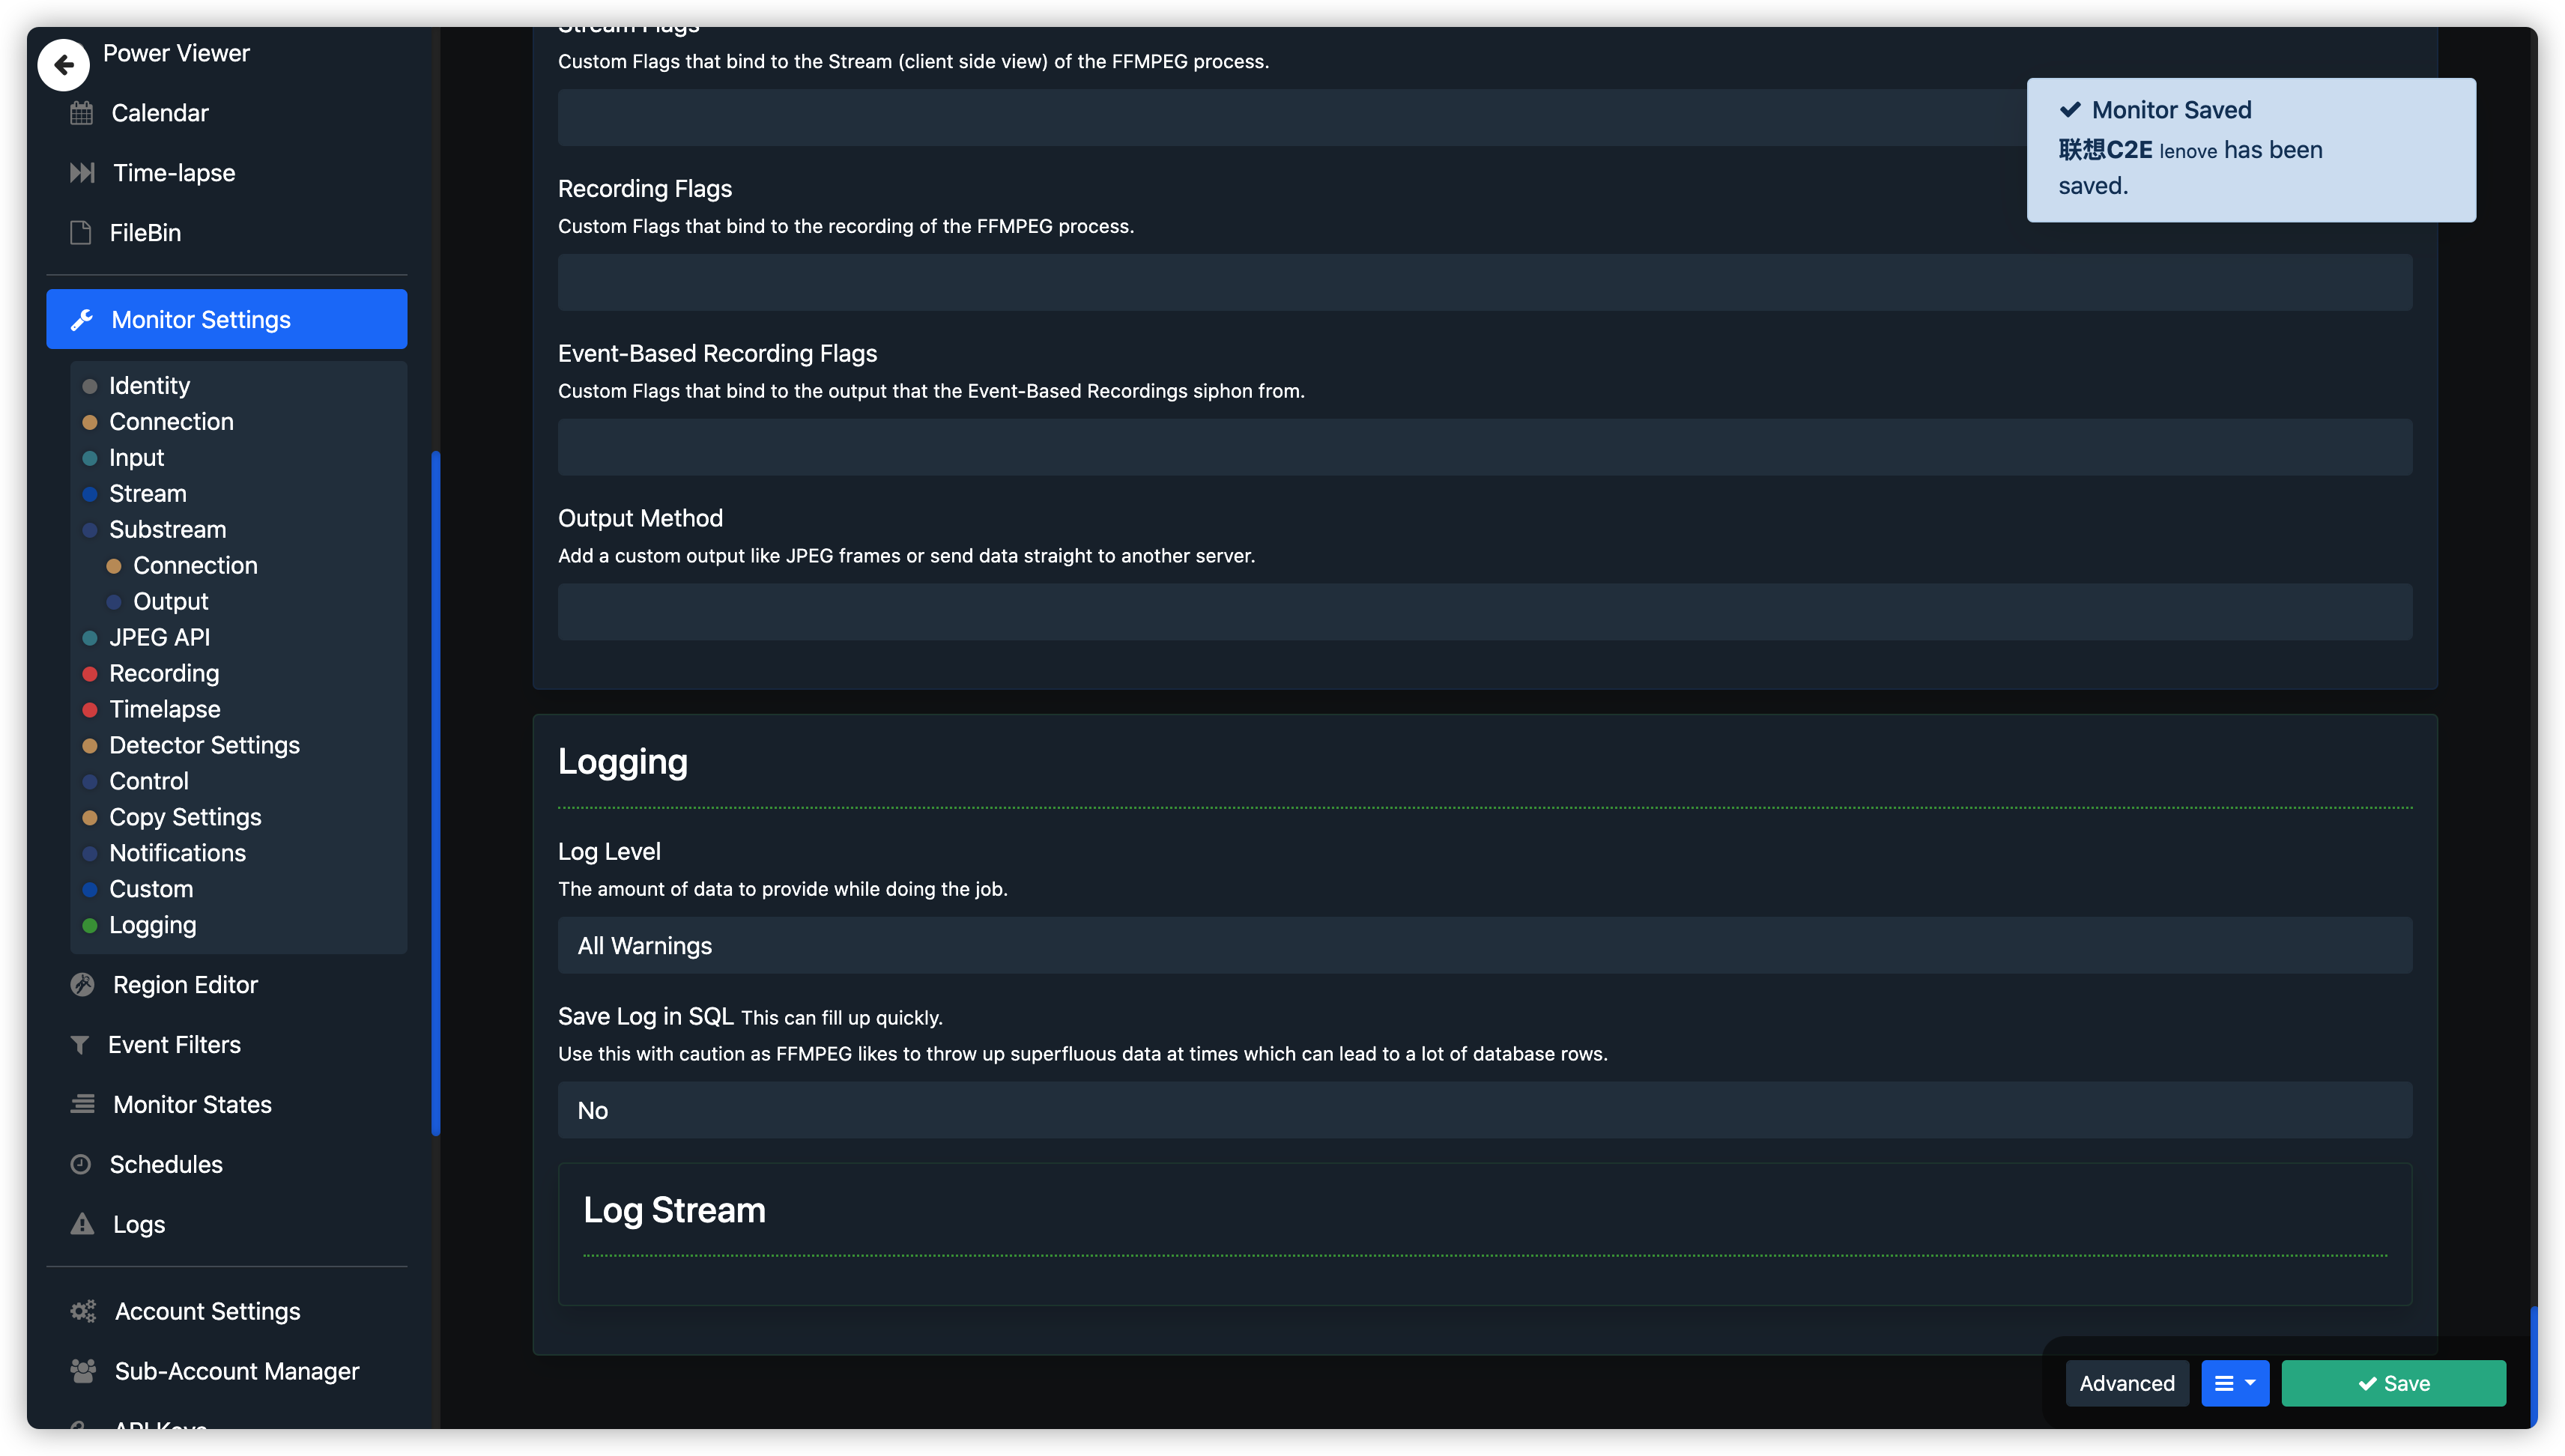 Power Viewer
Calendar
Time-lapse
FileBin
Monitor Settings
Identity
Connection
Input
Stream
Substream
Connection
Output
JPEG API
Recording
Timelapse
Detector Settings
Control
Copy Settings
Notifications
Custom
Logging
Region Editor
Event Filters
Monitor States
Schedules
Logs
Account Settings
Sub-Account Manager
API Keys
Stream Flags
Custom Flags that bind to the Stream (client side view) of the FFMPEG process.
Recording Flags
Custom Flags that bind to the recording of the FFMPEG process.
Event-Based Recording Flags
Custom Flags that bind to the output that the Event-Based Recordings siphon from.
Output Method
Add a custom output like JPEG frames or send data straight to another server.
Logging
Log Level
The amount of data to provide while doing the job.
All Warnings
Save Log in SQL This can fill up quickly.
Use this with caution as FFMPEG likes to throw up superfluous data at times which can lead to a lot of database rows.
No
Log Stream
Monitor Saved
联想C2E lenove has been
saved.
Advanced
Save